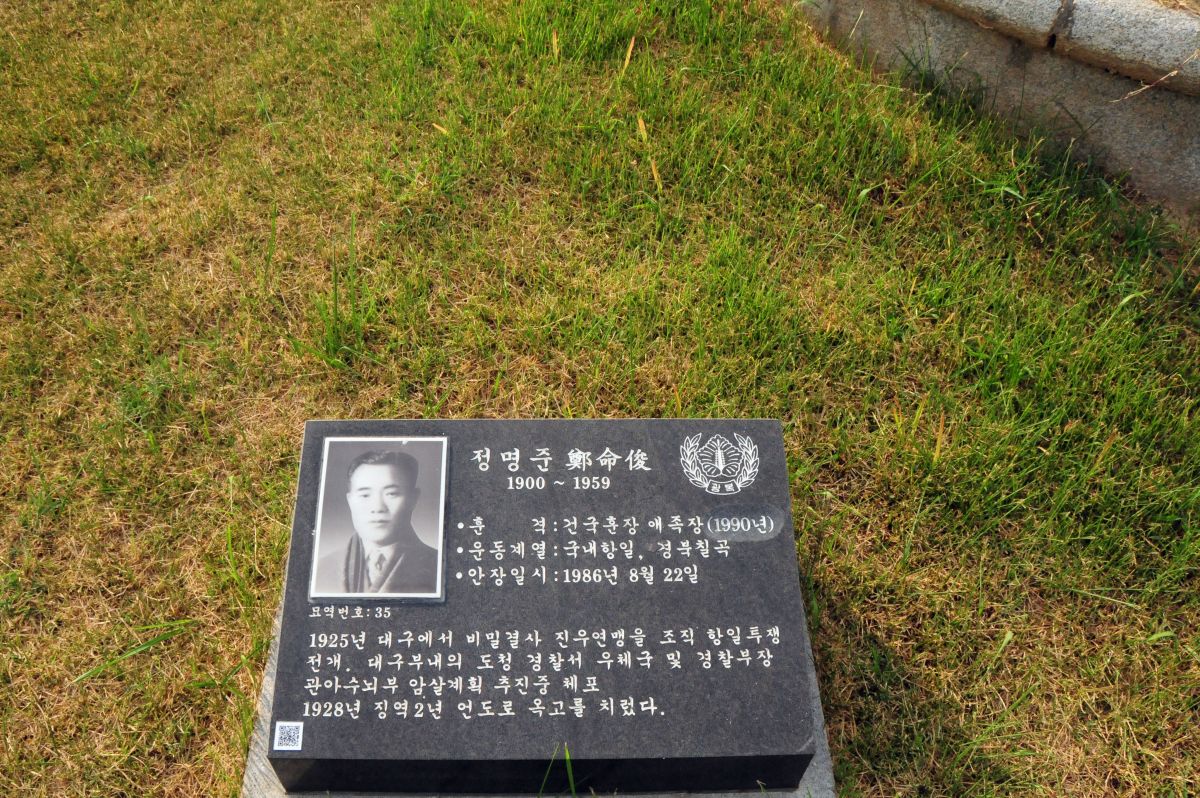 정명준 鄭命俊
1900 ~ 1959
광복
• 훈 격 : 건국훈장 애족장 (1990년)
• 운동계열 : 국내항일, 경북칠곡
• 안장일시 : 1986년 8월 22일
묘역번호 : 35
1925년 대구에서 비밀결사 진우연맹을 조직 항일투쟁
전개. 대구부내의 도청 경찰서 우체국 및 경찰부장
관아수뇌부 암살계획 추진중 체포
1928년 징역2년 언도로 옥고를 치렀다.